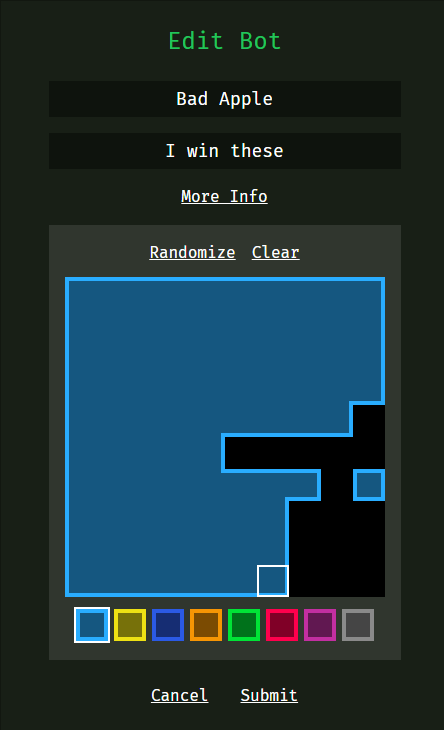 Edit Bot
Bad Apple
I win these
More Info
Randomize Clear
Cancel Submit